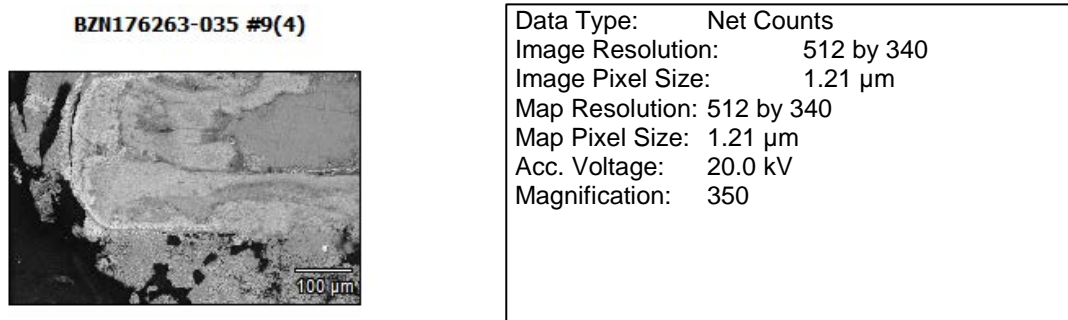 BZN176263-035 #9(4)
100 µm
Data Type: Net Counts
Image Resolution: 512 by 340
Image Pixel Size: 1.21 µm
Map Resolution: 512 by 340
Map Pixel Size: 1.21 µm
Acc. Voltage: 20.0 kV
Magnification: 350